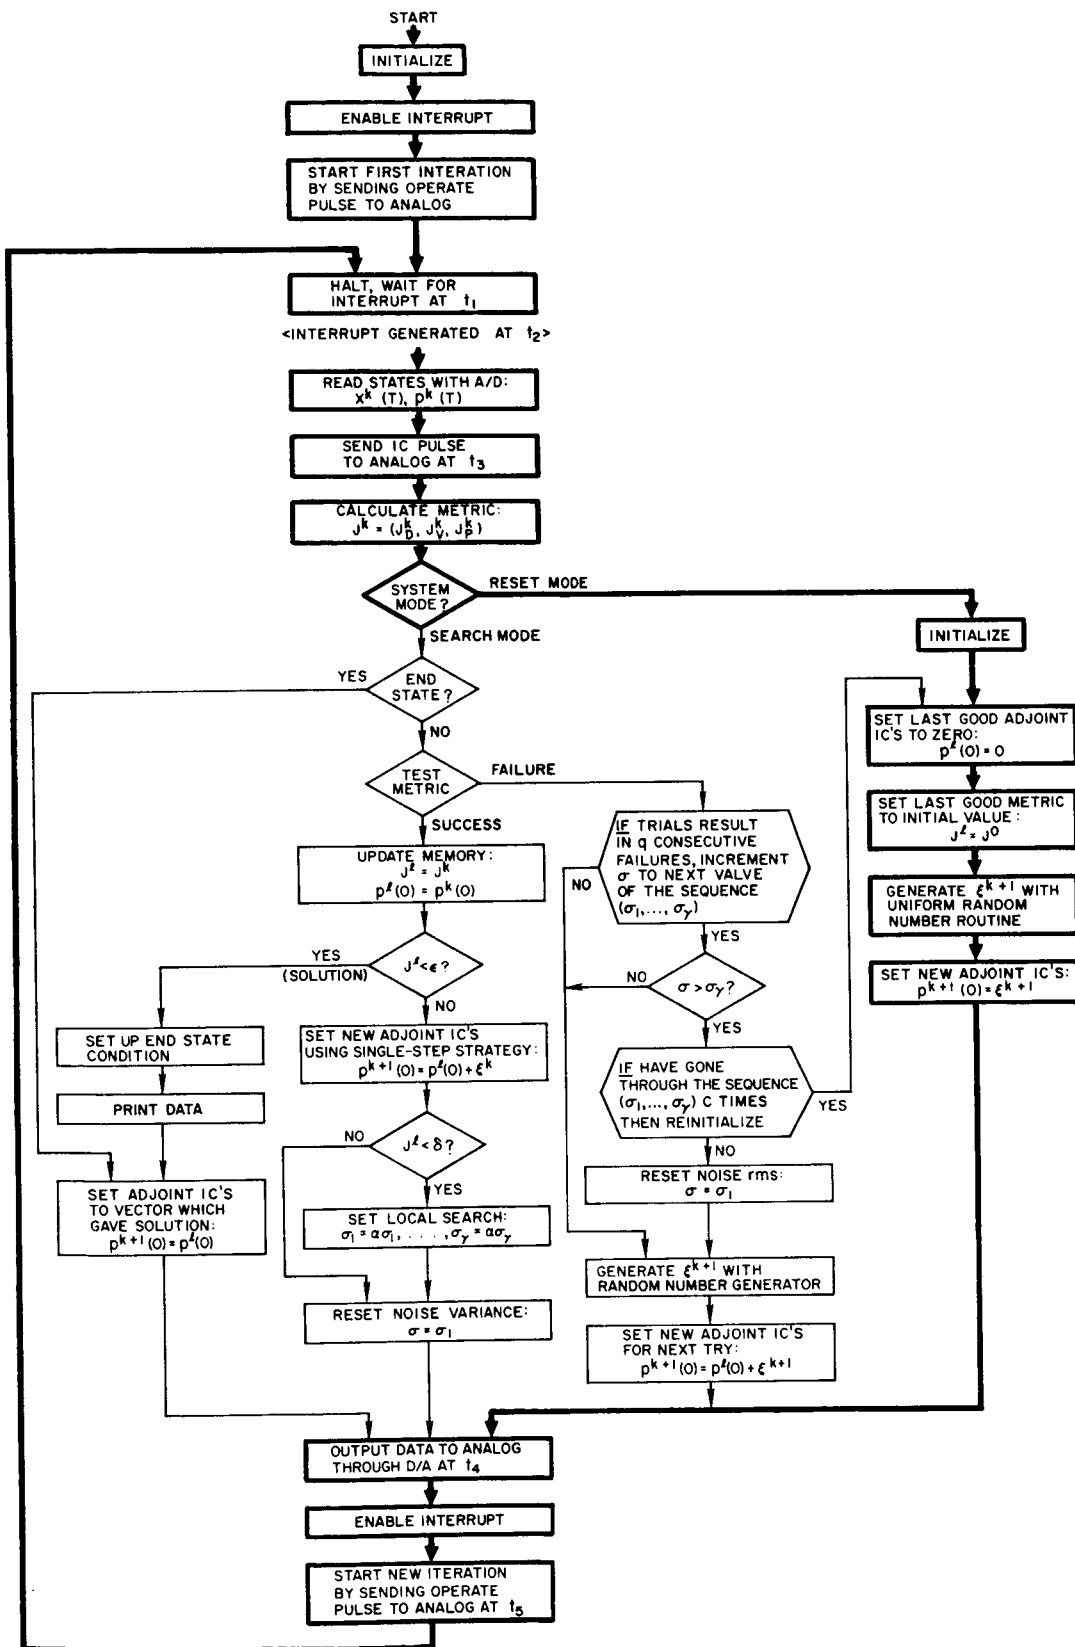 START
INITIALIZE
ENABLE INTERRUPT
START FIRST INTERATION
BY SENDING OPERATE
PULSE TO ANALOG
HALT, WAIT FOR
INTERRUPT AT t₁
<INTERRUPT GENERATED AT t₂>
READ STATES WITH A/D:
xᵏ(T), pᵏ(T)
SEND IC PULSE
TO ANALOG AT t₃
CALCULATE METRIC:
Jᵏ = (J_D^k, J_V^k, J_P^k)
SYSTEM
MODE?
RESET MODE
SEARCH MODE
INITIALIZE
YES
END
STATE?
NO
SET LAST GOOD ADJOINT
IC'S TO ZERO:
p^ℓ(0) = 0
TEST
METRIC
FAILURE
SUCCESS
SET LAST GOOD METRIC
TO INITIAL VALUE:
J^ℓ = J^0
UPDATE MEMORY:
J^ℓ = J^k
p^ℓ(0) = p^k(0)
IF TRIALS RESULT
IN q CONSECUTIVE
FAILURES, INCREMENT
σ TO NEXT VALVE
OF THE SEQUENCE
(σ₁,..., σᵧ)
NO
YES
GENERATE ξ^k+1 WITH
UNIFORM RANDOM
NUMBER ROUTINE
YES
(SOLUTION)
J^ℓ < ϵ?
NO
NO
σ > σᵧ?
YES
SET NEW ADJOINT IC'S:
p^k+1(0) = ξ^k+1
SET UP END STATE
CONDITION
SET NEW ADJOINT IC'S
USING SINGLE-STEP STRATEGY:
p^k+1(0) = p^ℓ(0) + ξ^k
IF HAVE GONE
THROUGH THE SEQUENCE
(σ₁,..., σᵧ) C TIMES
THEN REINITIALIZE
YES
NO
PRINT DATA
NO
J^ℓ < δ?
YES
RESET NOISE rms:
σ = σ₁
SET ADJOINT IC'S
TO VECTOR WHICH
GAVE SOLUTION:
p^k+1(0) = p^ℓ(0)
SET LOCAL SEARCH:
σ₁ = ασ₁, . . . . , σᵧ = ασᵧ
GENERATE ξ^k+1 WITH
RANDOM NUMBER GENERATOR
RESET NOISE VARIANCE:
σ = σ₁
SET NEW ADJOINT IC'S
FOR NEXT TRY:
p^k+1(0) = p^ℓ(0) + ξ^k+1
OUTPUT DATA TO ANALOG
THROUGH D/A AT t₄
ENABLE INTERRUPT
START NEW ITERATION
BY SENDING OPERATE
PULSE TO ANALOG AT t₅